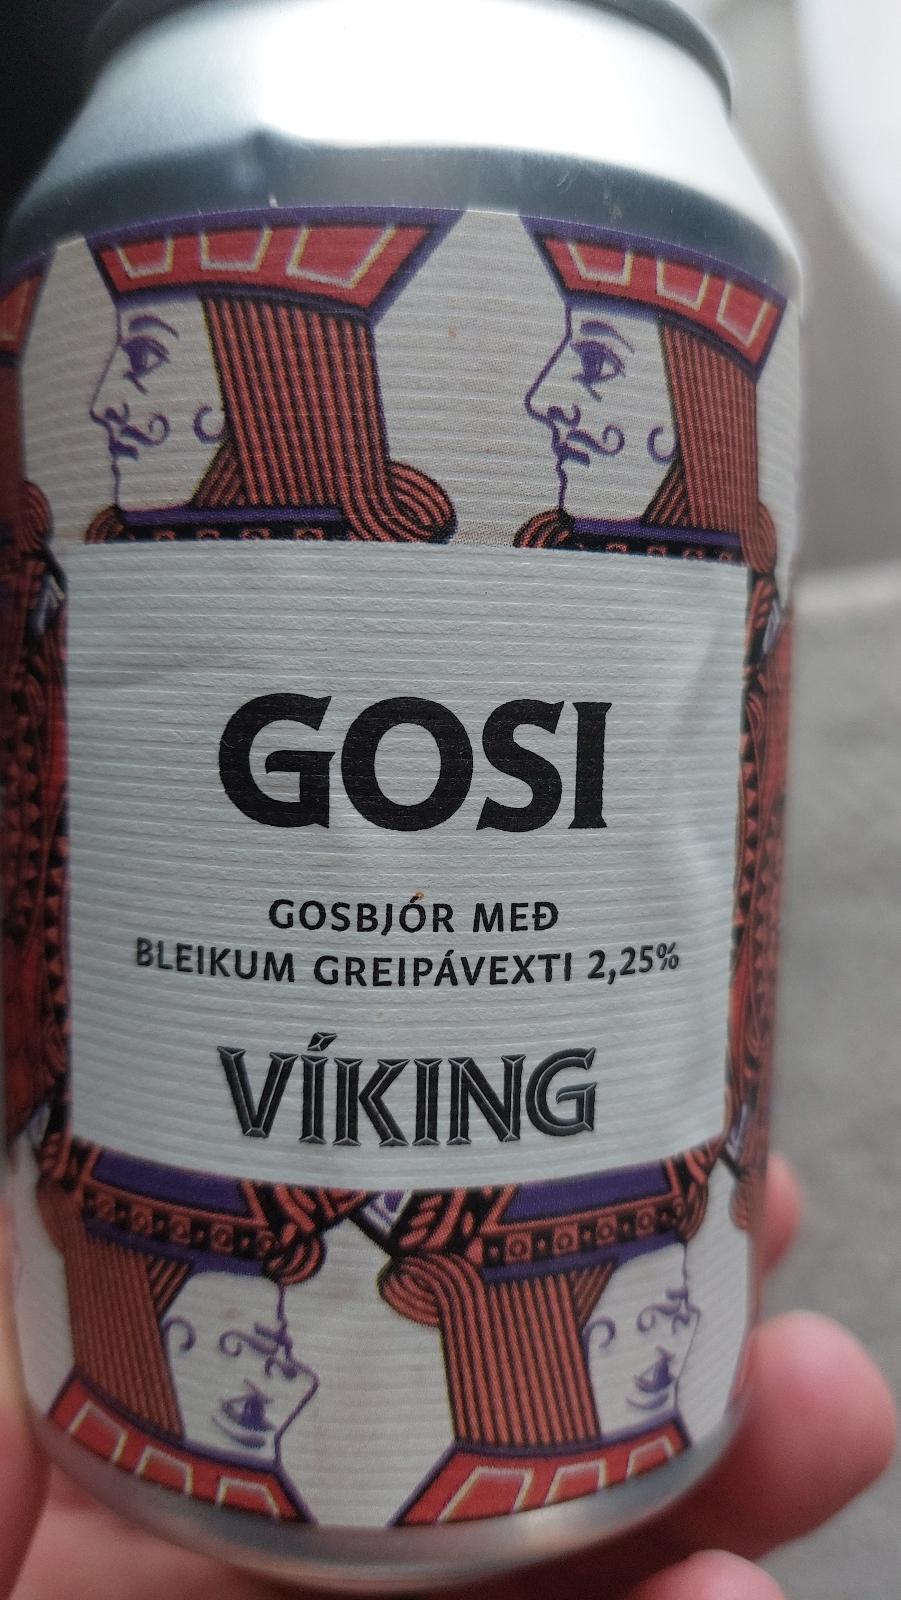 GOSI
GOSBJÓR MEÐ
BLEIKUM GREIPÁVEXTI 2,25%
VÍKING